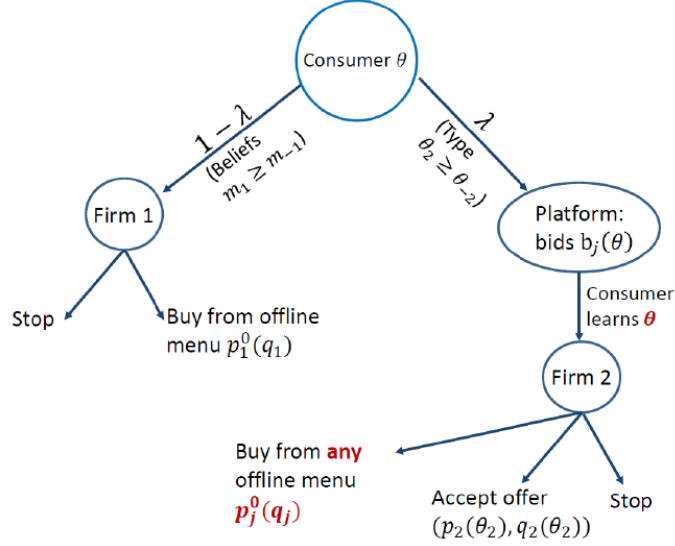 Consumer θ
1 − λ
(Beliefs
m₁ ≥ m₋₁)
λ
(Type
θ₂ ≥ θ₋₂)
Firm 1
Platform:
bids bⱼ(θ)
Stop
Buy from offline
menu p₁⁰(q₁)
Consumer
learns θ
Firm 2
Buy from any
offline menu
pⱼ⁰(qⱼ)
Accept offer
(p₂(θ₂), q₂(θ₂))
Stop